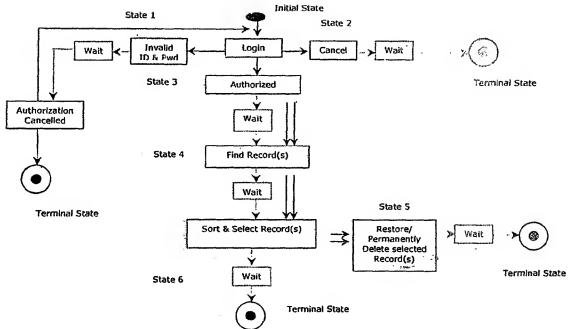 Initial State
State 1
State 2
Wait
Invalid
ID & Pwd
Login
Cancel
Wait
Terminal State
State 3
Authorized
Authorization
Cancelled
Wait
State 4
Find Record(s)
Wait
Terminal State
State 5
Sort & Select Record(s)
Restore/
Permanently
Delete selected
Record(s)
Wait
Terminal State
State 6
Wait
Terminal State